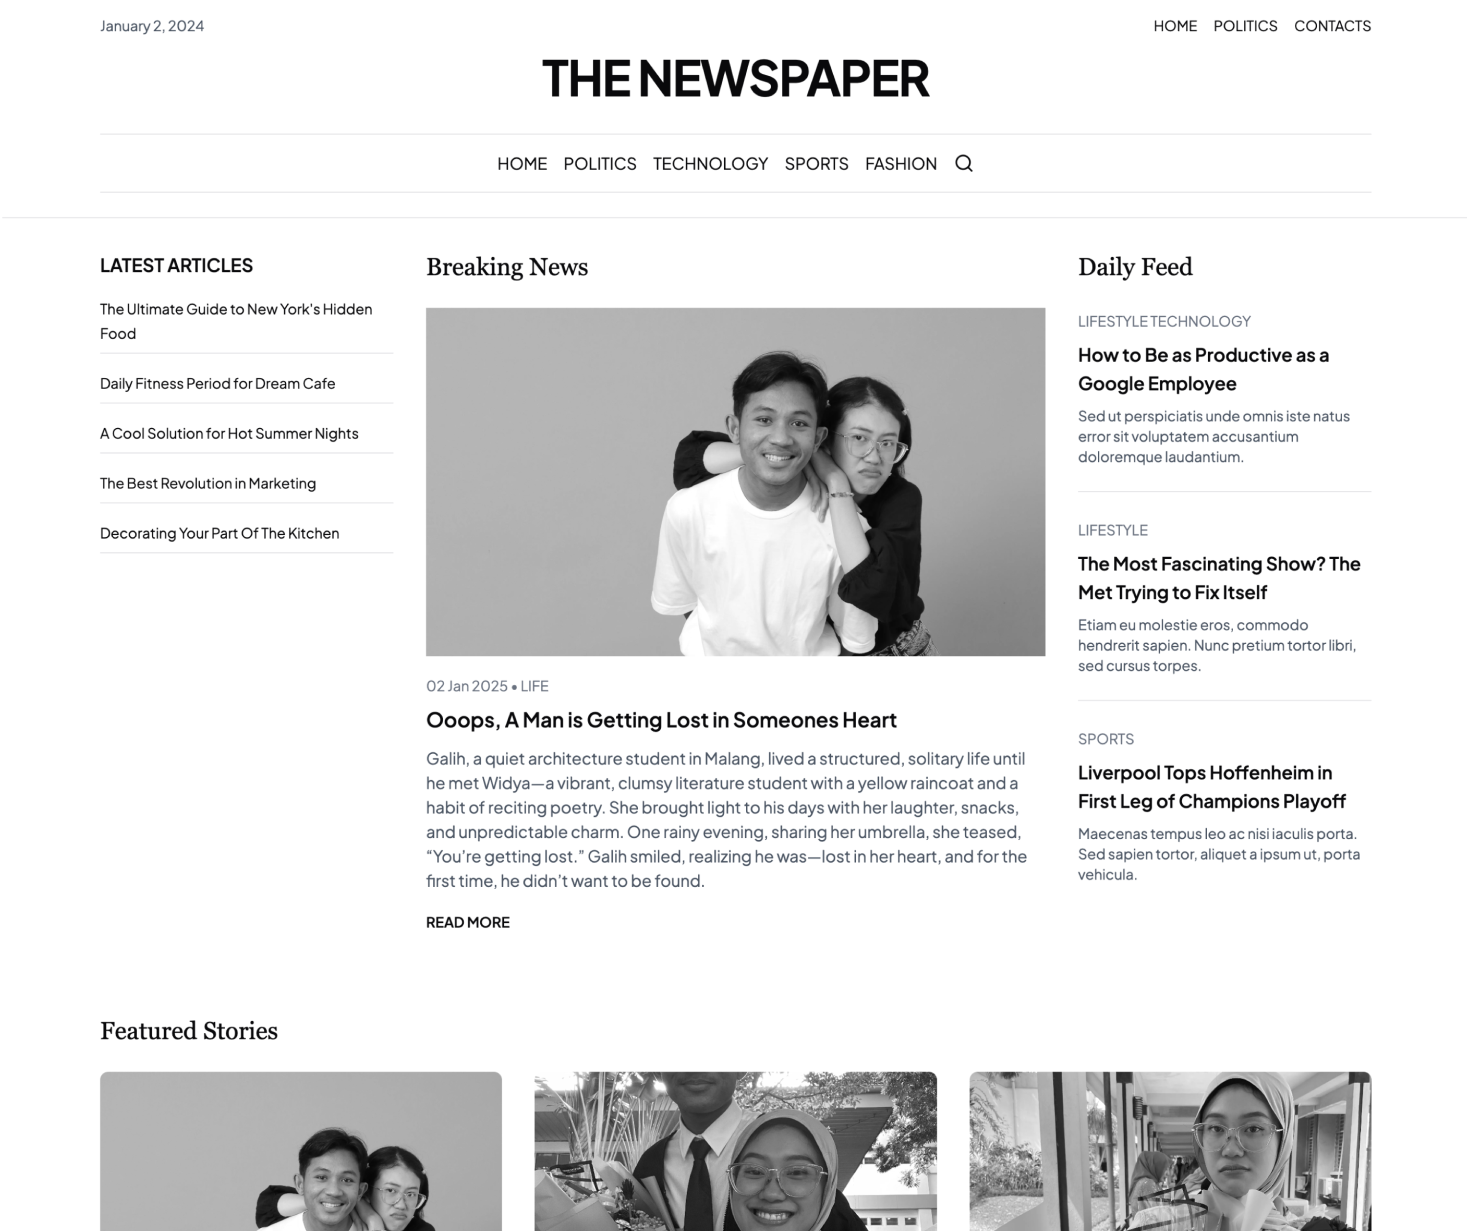 January 2, 2024
HOME POLITICS CONTACTS
THE NEWSPAPER
HOME POLITICS TECHNOLOGY SPORTS FASHION
LATEST ARTICLES
The Ultimate Guide to New York's Hidden
Food
Daily Fitness Period for Dream Cafe
A Cool Solution for Hot Summer Nights
The Best Revolution in Marketing
Decorating Your Part Of The Kitchen
Breaking News
02 Jan 2025 • LIFE
Ooops, A Man is Getting Lost in Someones Heart
Galih, a quiet architecture student in Malang, lived a structured, solitary life until
he met Widya—a vibrant, clumsy literature student with a yellow raincoat and a
habit of reciting poetry. She brought light to his days with her laughter, snacks,
and unpredictable charm. One rainy evening, sharing her umbrella, she teased,
“You’re getting lost.” Galih smiled, realizing he was—lost in her heart, and for the
first time, he didn’t want to be found.
READ MORE
Daily Feed
LIFESTYLE TECHNOLOGY
How to Be as Productive as a
Google Employee
Sed ut perspiciatis unde omnis iste natus
error sit voluptatem accusantium
doloremque laudantium.
LIFESTYLE
The Most Fascinating Show? The
Met Trying to Fix Itself
Etiam eu molestie eros, commodo
hendrerit sapien. Nunc pretium tortor libri,
sed cursus torpes.
SPORTS
Liverpool Tops Hoffenheim in
First Leg of Champions Playoff
Maecenas tempus leo ac nisi iaculis porta.
Sed sapien tortor, aliquet a ipsum ut, porta
vehicula.
Featured Stories